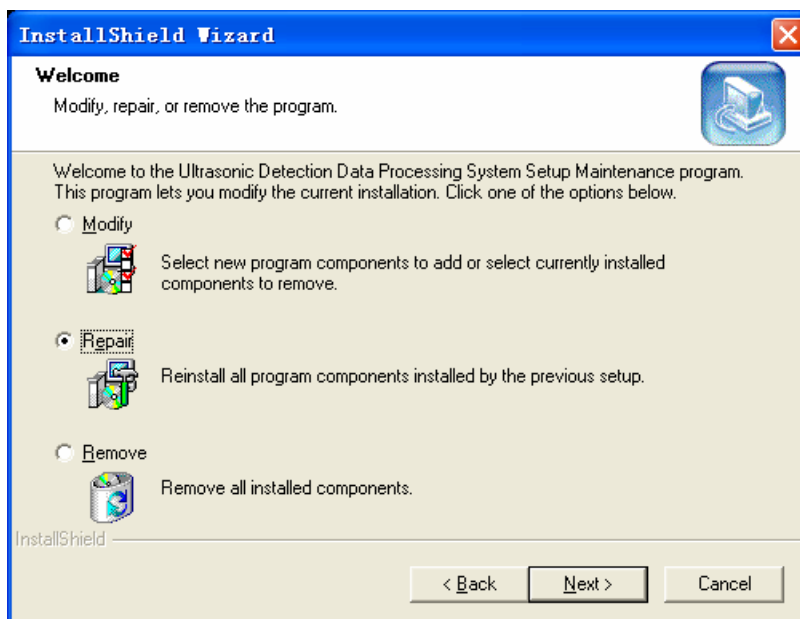 InstallShield Wizard
Welcome
Modify, repair, or remove the program.
Welcome to the Ultrasonic Detection Data Processing System Setup Maintenance program.
This program lets you modify the current installation. Click one of the options below.
Modify
Select new program components to add or select currently installed
components to remove.
Repair
Reinstall all program components installed by the previous setup.
Remove
Remove all installed components.
InstallShield
< Back
Next >
Cancel